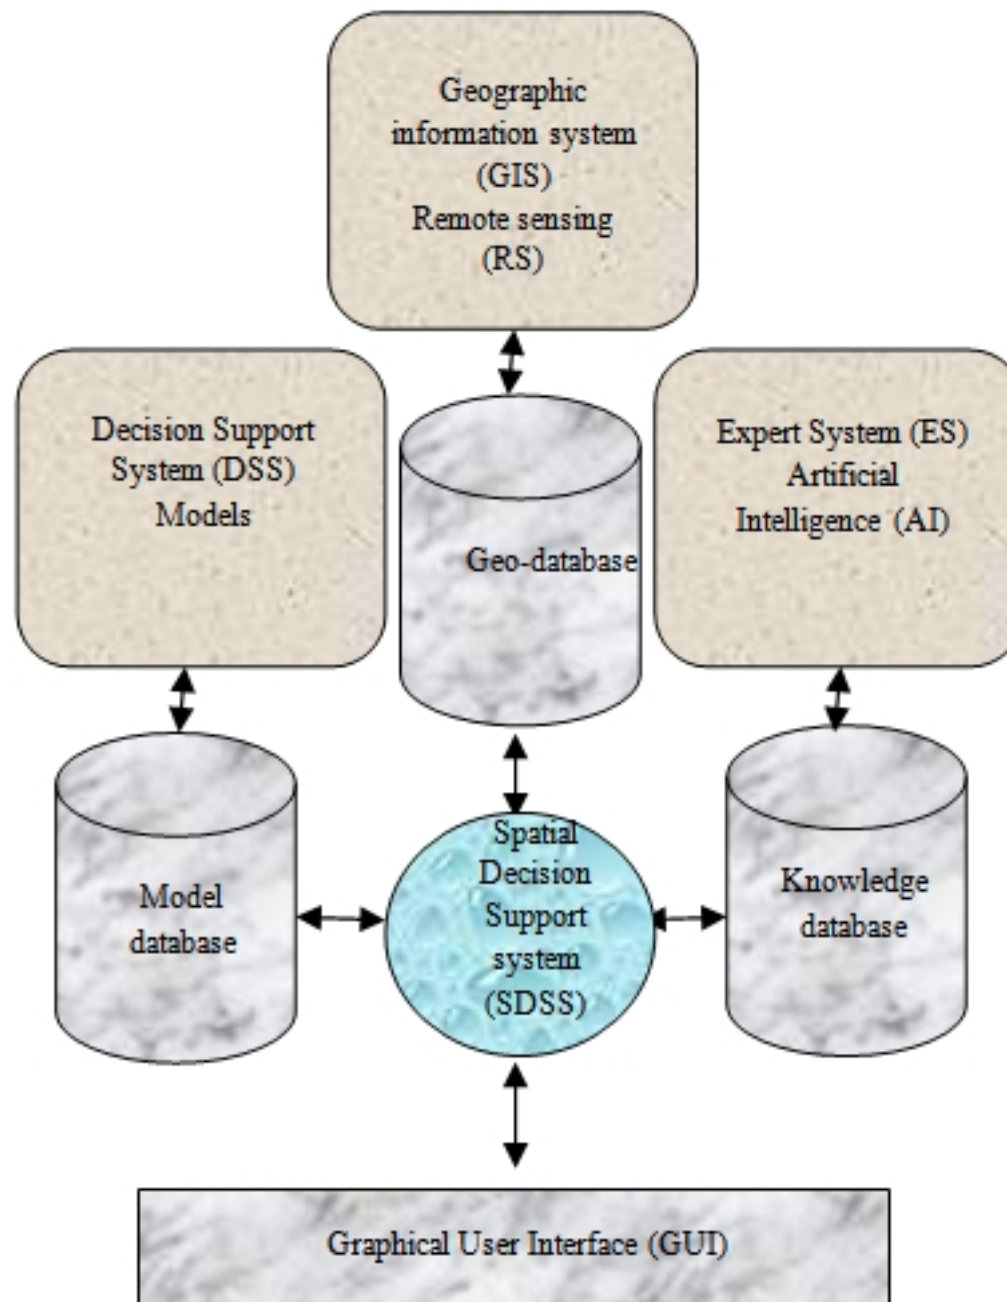 Geographic
information system
(GIS)
Remote sensing
(RS)
Decision Support
System (DSS)
Models
Expert System (ES)
Artificial
Intelligence (AI)
Geo-database
Model
database
Spatial
Decision
Support
system
(SDSS)
Knowledge
database
Graphical User Interface (GUI)